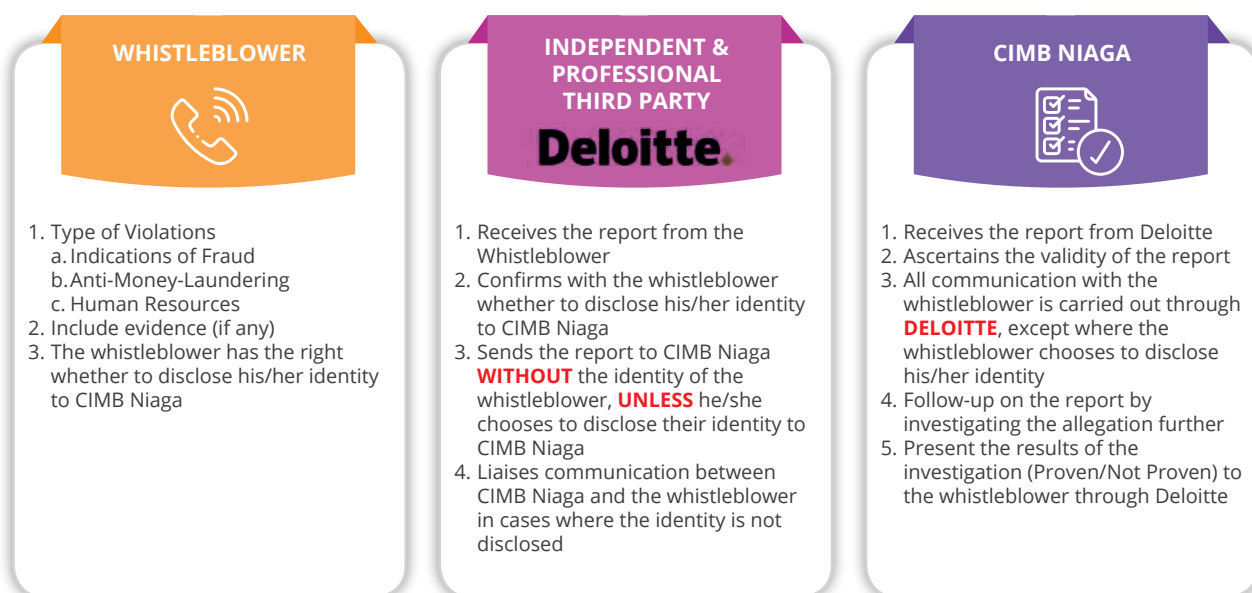 WHISTLEBLOWER
1. Type of Violations
a. Indications of Fraud
b. Anti-Money-Laundering
c. Human Resources
2. Include evidence (if any)
3. The whistleblower has the right
whether to disclose his/her identity
to CIMB Niaga
INDEPENDENT &
PROFESSIONAL
THIRD PARTY
Deloitte.
1. Receives the report from the
Whistleblower
2. Confirms with the whistleblower
whether to disclose his/her identity
to CIMB Niaga
3. Sends the report to CIMB Niaga
WITHOUT the identity of the
whistleblower, UNLESS he/she
chooses to disclose their identity to
CIMB Niaga
4. Liaises communication between
CIMB Niaga and the whistleblower
in cases where the identity is not
disclosed
CIMB NIAGA
1. Receives the report from Deloitte
2. Ascertains the validity of the report
3. All communication with the
whistleblower is carried out through
DELOITTE, except where the
whistleblower chooses to disclose
his/her identity
4. Follow-up on the report by
investigating the allegation further
5. Present the results of the
investigation (Proven/Not Proven) to
the whistleblower through Deloitte